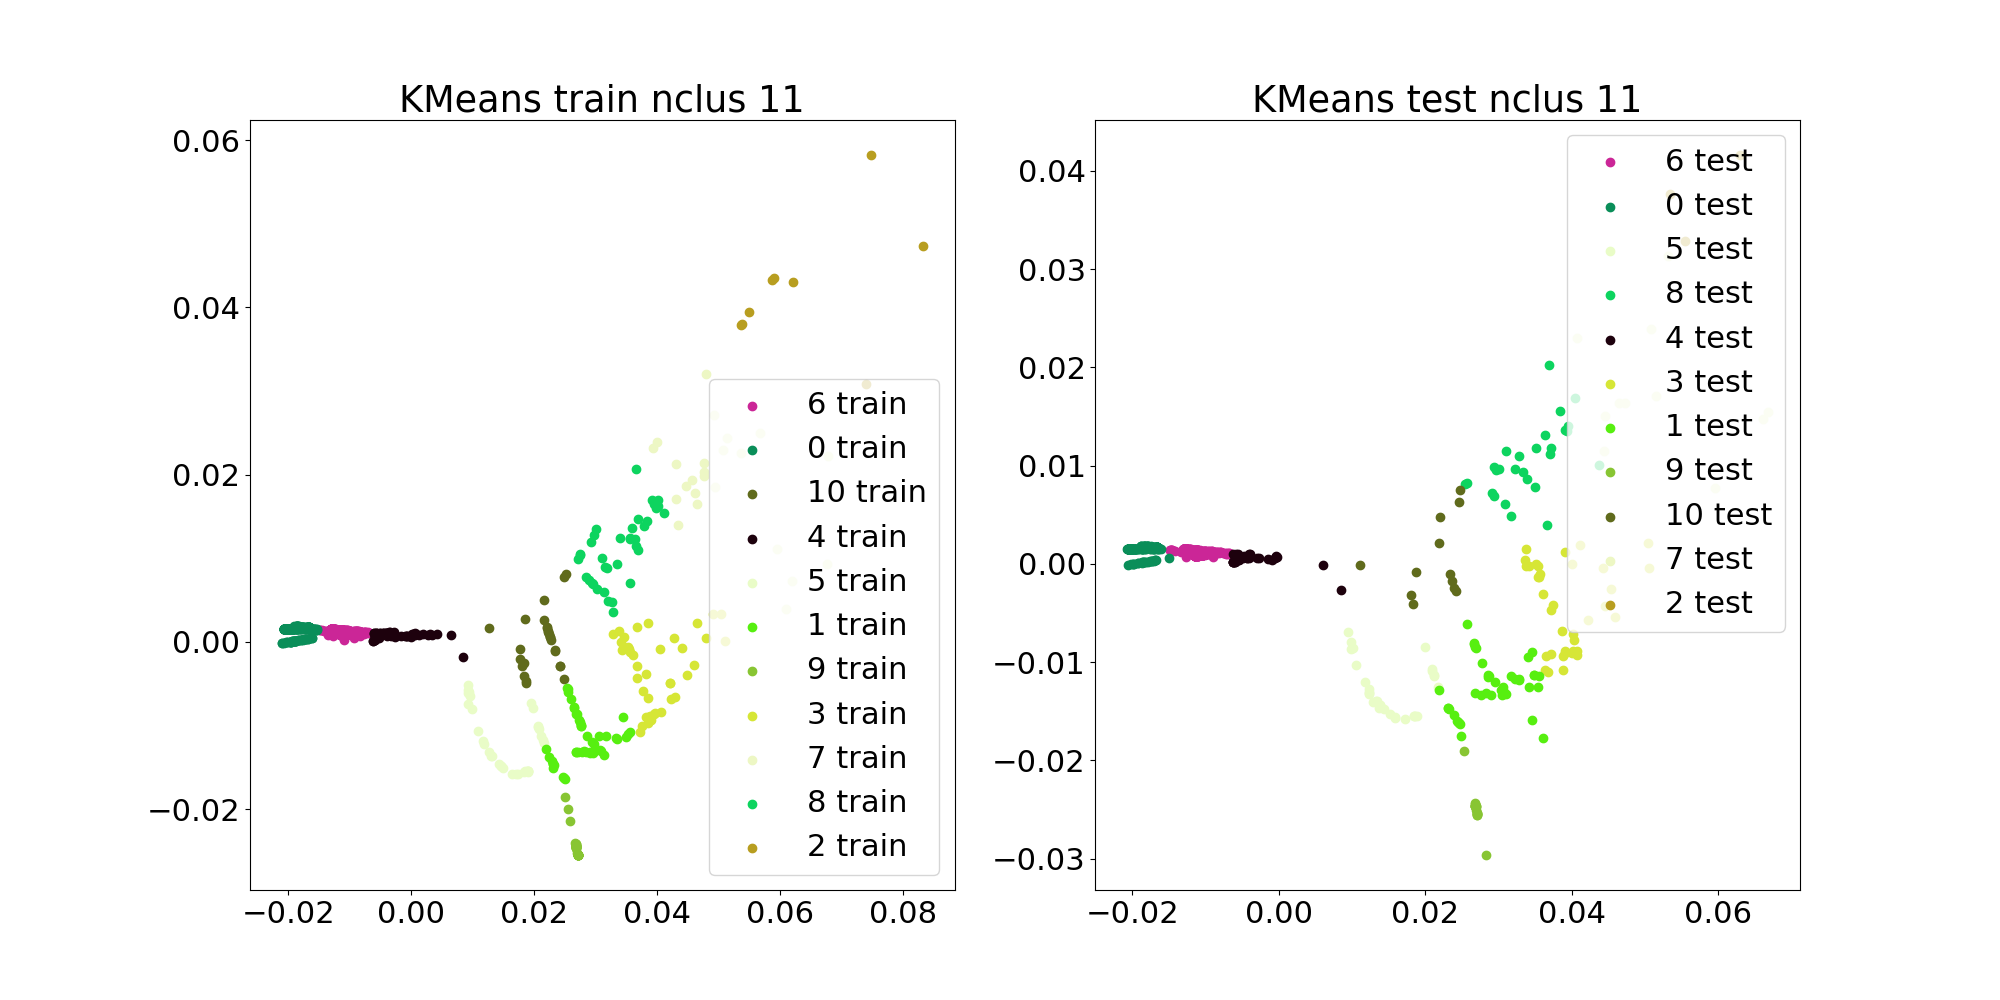 KMeans train nclus 11
0.06
0.04
0.02
0.00
−0.02
−0.02 0.00 0.02 0.04 0.06 0.08
6 train
0 train
10 train
4 train
5 train
1 train
9 train
3 train
7 train
8 train
2 train
KMeans test nclus 11
0.04
0.03
0.02
0.01
0.00
−0.01
−0.02
−0.03
−0.02 0.00 0.02 0.04 0.06
6 test
0 test
5 test
8 test
4 test
3 test
1 test
9 test
10 test
7 test
2 test